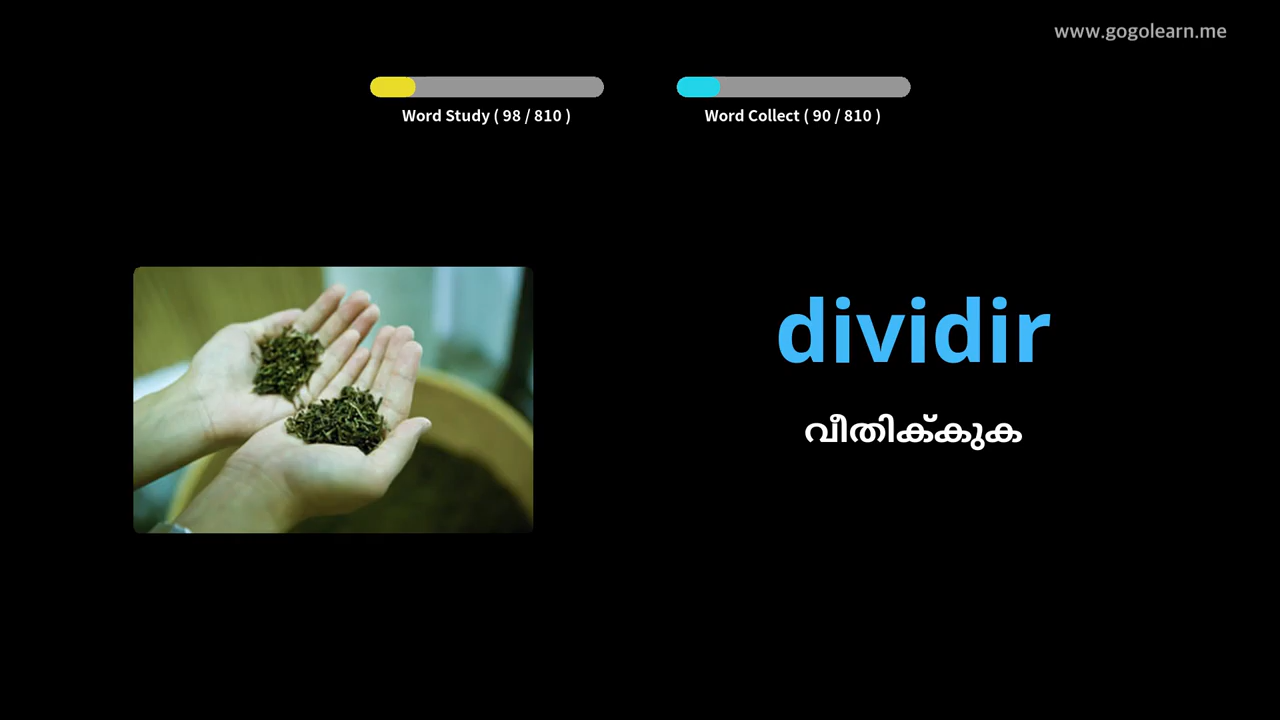 www.gogolearn.me
Word Study ( 98 / 810 )
Word Collect ( 90 / 810 )
dividir
വീതിക്കുക